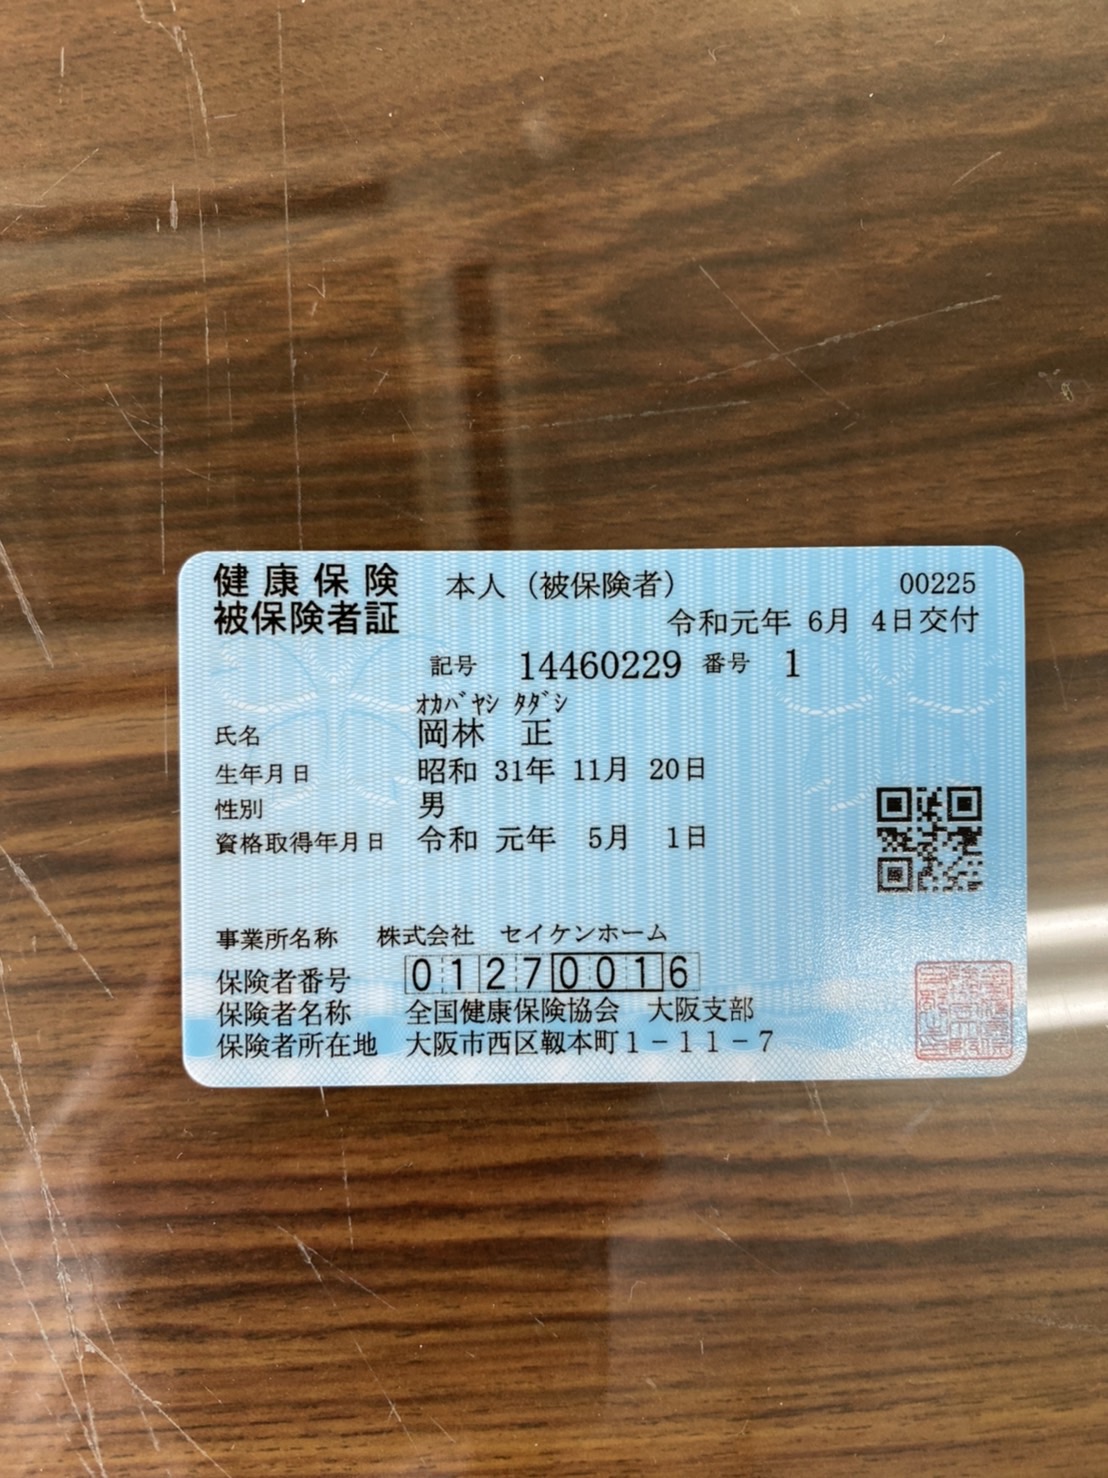 健康保険 本人（被保険者） 00225
被保険者証 令和元年 6月 4日交付
記号 14460229 番号 1
ｵｶﾊﾞﾔｼ ﾀﾀﾞｼ
氏名 岡林 正
生年月日 昭和 31年 11月 20日
性別 男
資格取得年月日 令和 元年 5月 1日
事業所名称 株式会社 セイケンホーム
保険者番号 01270016
保険者名称 全国健康保険協会 大阪支部
保険者所在地 大阪市西区靱本町1－11－7